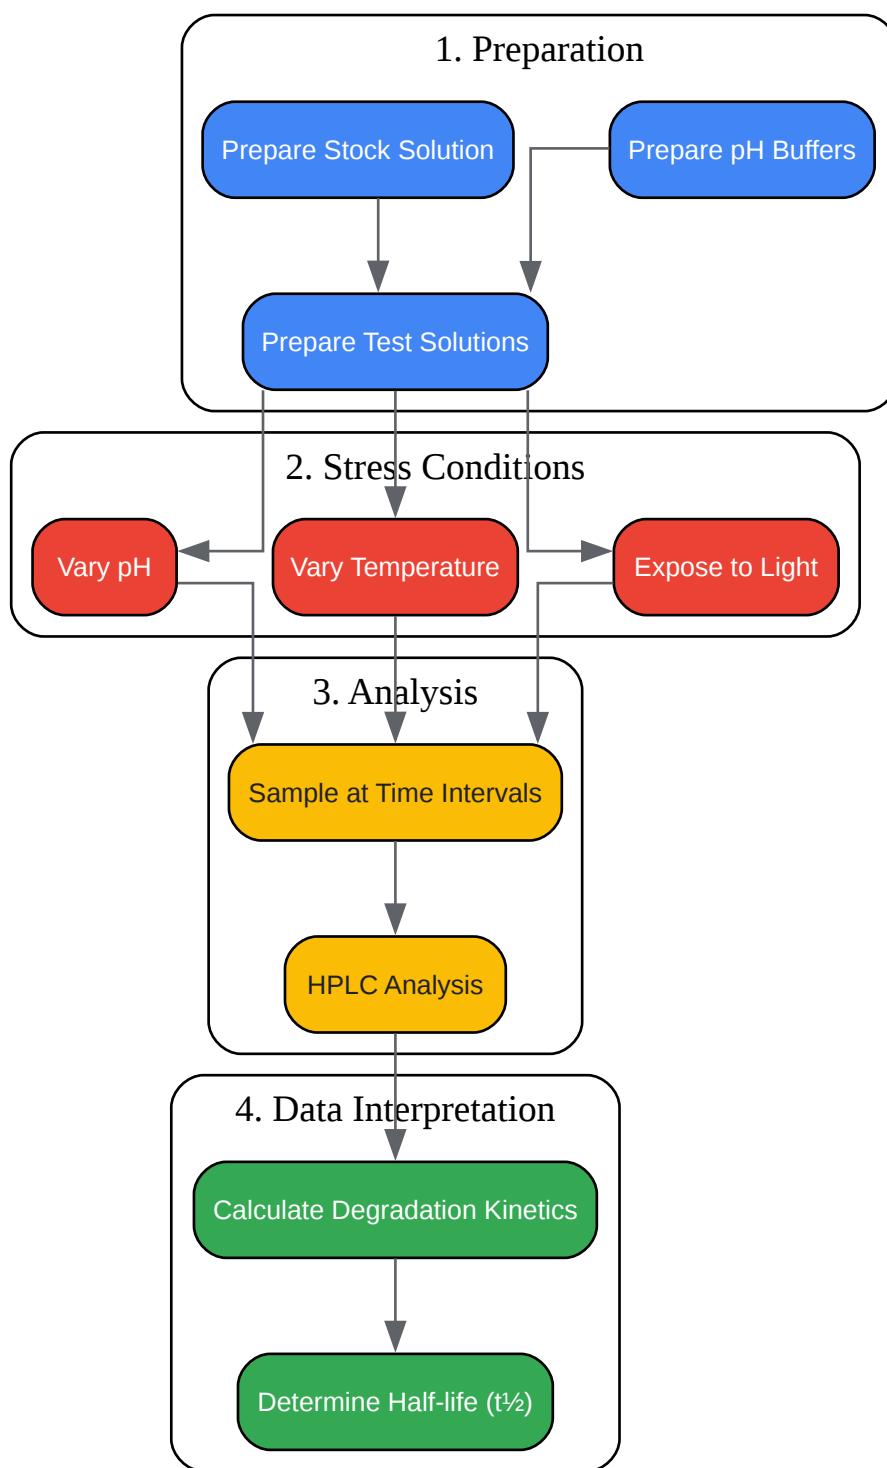 1. Preparation
Prepare Stock Solution
Prepare pH Buffers
Prepare Test Solutions
2. Stress Conditions
Vary pH
Vary Temperature
Expose to Light
3. Analysis
Sample at Time Intervals
HPLC Analysis
4. Data Interpretation
Calculate Degradation Kinetics
Determine Half-life (t½)